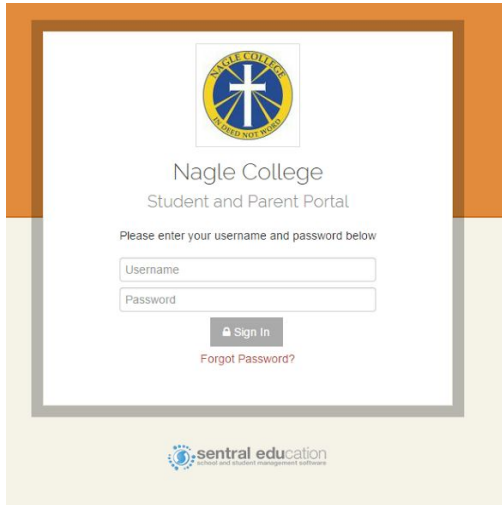 NAGLE COLLEGE
IN DEED NOT WORD
Nagle College
Student and Parent Portal
Please enter your username and password below
Username
Password
Sign In
Forgot Password?
sentral education
school and student management software